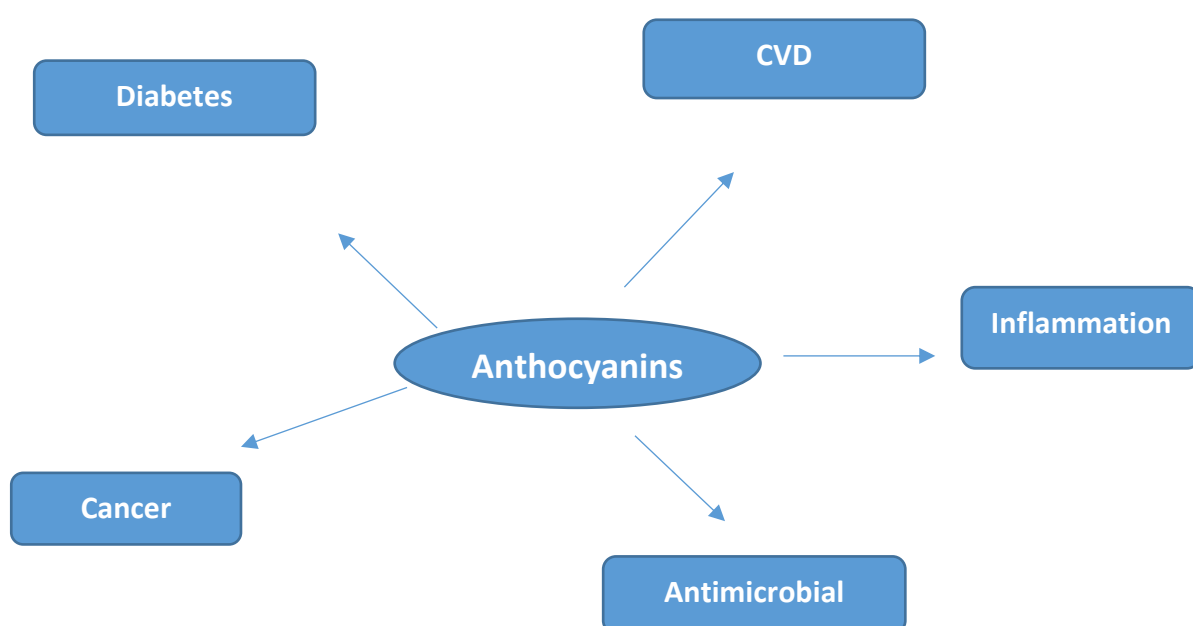 CVD
Diabetes
Inflammation
Anthocyanins
Cancer
Antimicrobial